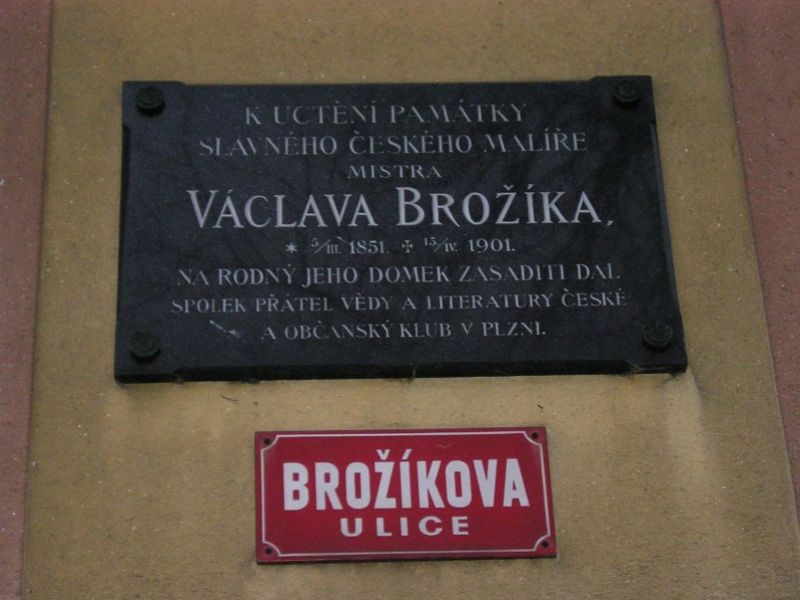 K UCTĚNÍ PAMÁTKY
SLAVNÉHO ČESKÉHO MALÍŘE
MISTRA
VÁCLAVA BROŽÍKA,
* 5/III. 1851. ✝ 15/IV. 1901.
NA RODNÝ JEHO DOMEK ZASADITI DAL
SPOLEK PŘÁTEL VĚDY A LITERATURY ČESKÉ
A OBČANSKÝ KLUB V PLZNI.
BROŽÍKOVA
ULICE